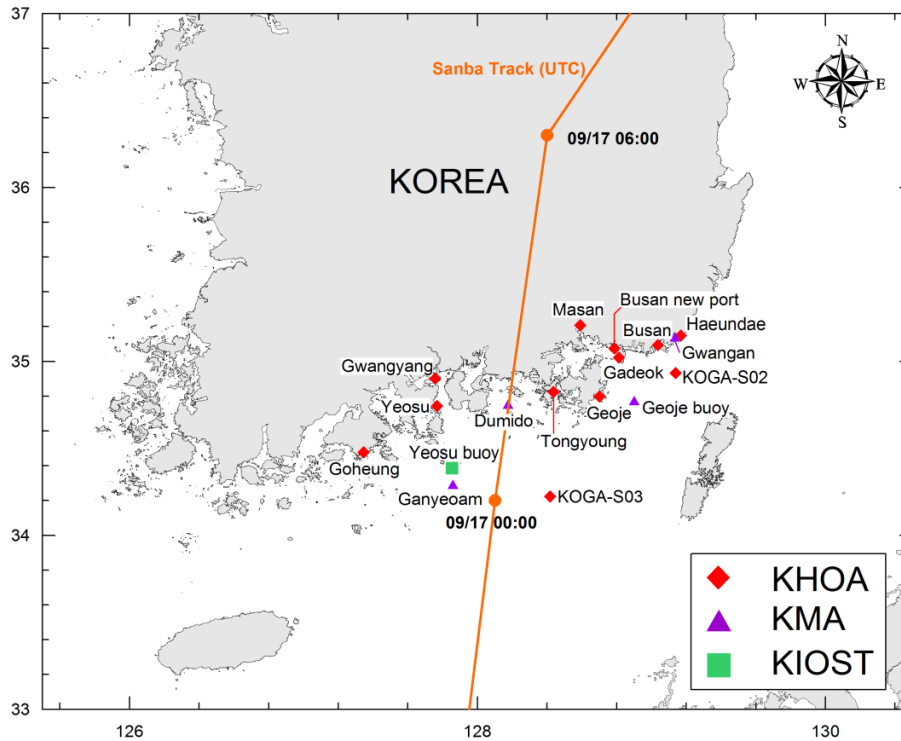 37
36
35
34
33
126
128
130
Sanba Track (UTC)
N
W
E
S
09/17 06:00
KOREA
Busan new port
Masan
Busan
Haeundae
Gwangan
Gadeok
KOGA-S02
Gwangyang
Yeosu
Dumido
Geoje
Geoje buoy
Tongyoung
Goheung
Yeosu buoy
Ganyeoam
KOGA-S03
09/17 00:00
KHOA
KMA
KIOST